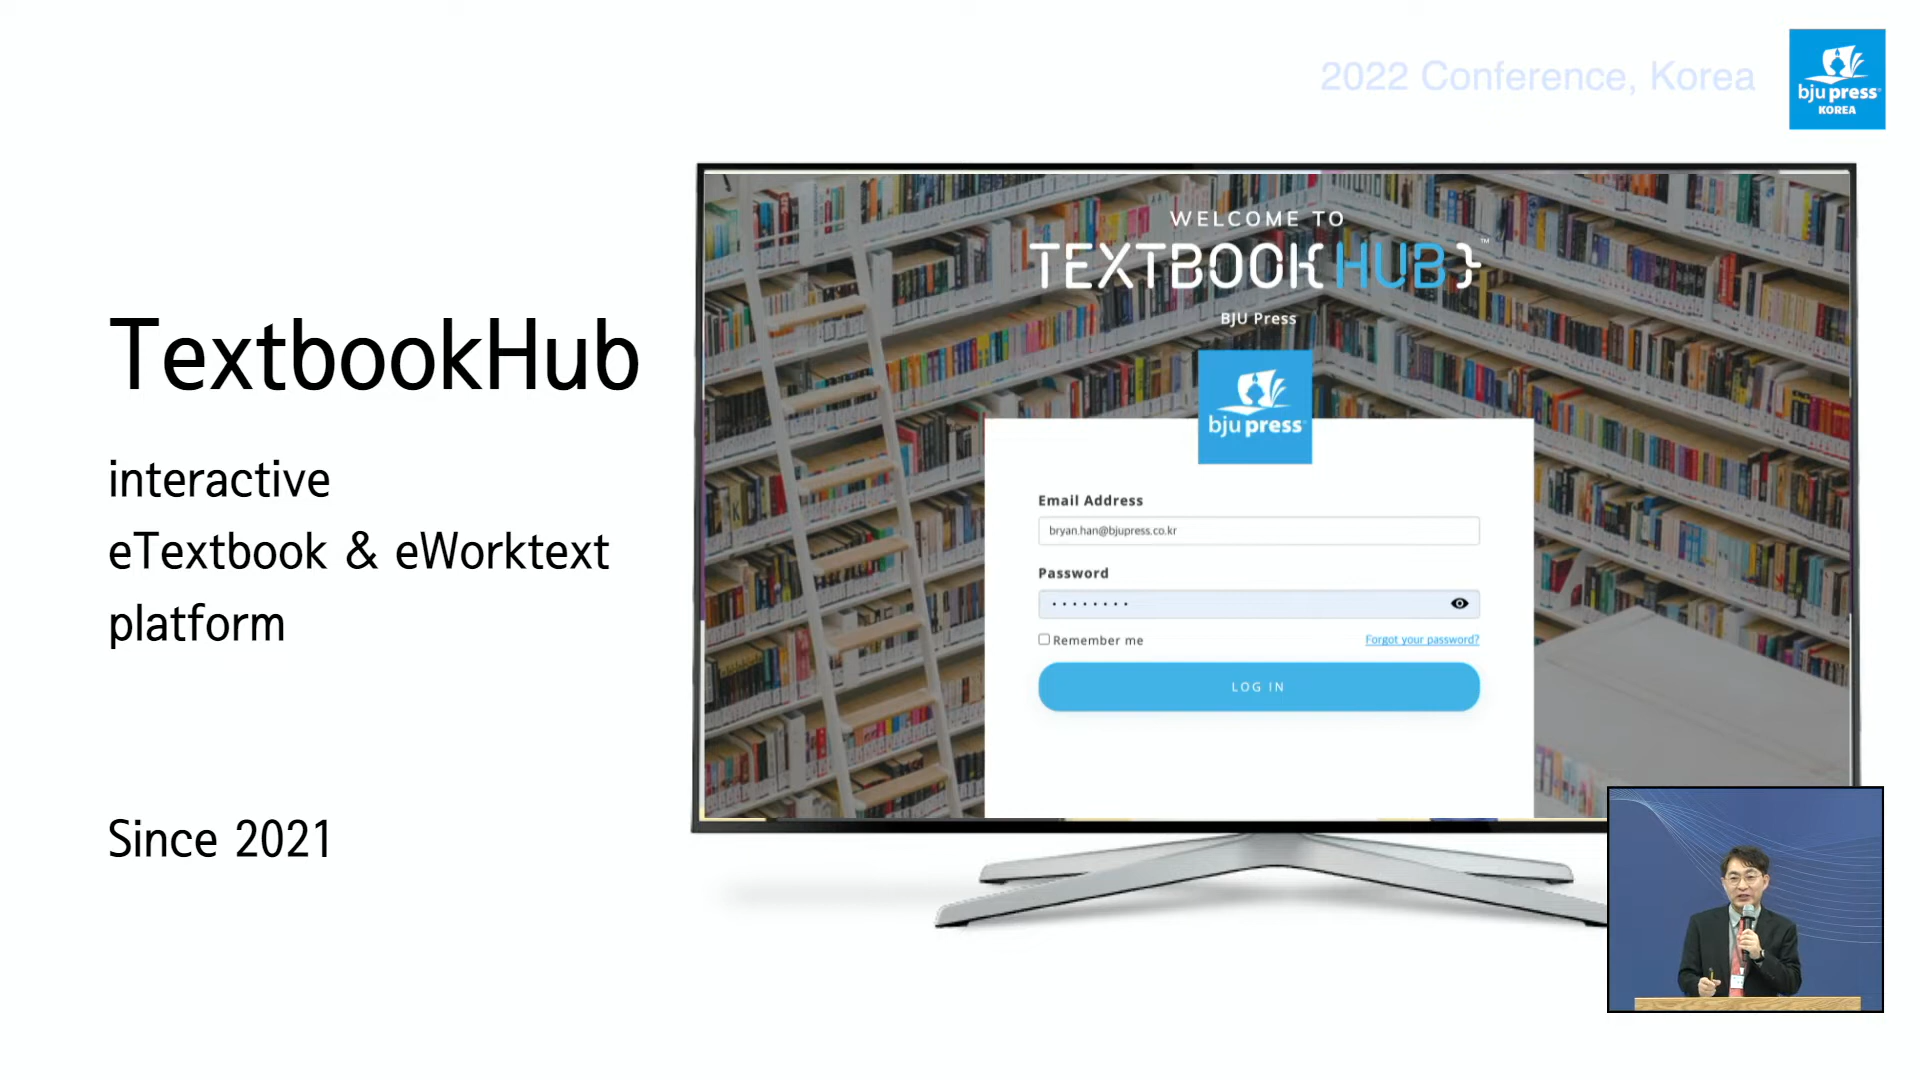 2022 Conference, Korea
bju press
KOREA
TextbookHub
interactive
eTextbook & eWorktext
platform
Since 2021
WELCOME TO
TEXTBOOK HUB}™
BJU Press
bju press
Email Address
bryan.han@bjupress.co.kr
Password
Remember me
Forgot your password?
LOG IN